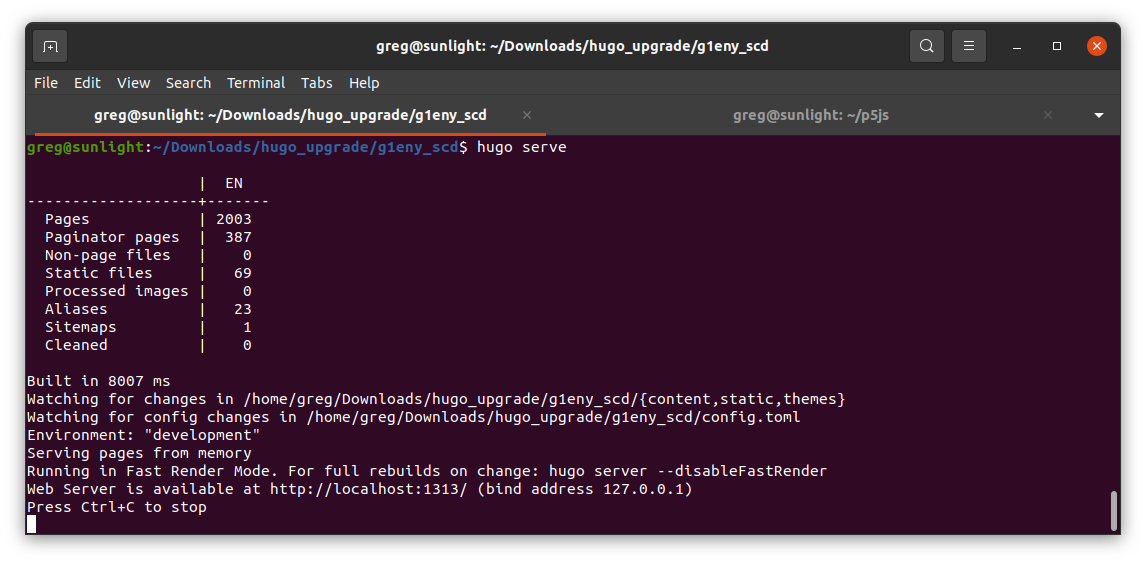 greg@sunlight: ~/Downloads/hugo_upgrade/g1eny_scd
File Edit View Search Terminal Tabs Help
greg@sunlight: ~/Downloads/hugo_upgrade/g1eny_scd × greg@sunlight: ~/p5js ×
greg@sunlight:~/Downloads/hugo_upgrade/g1eny_scd$ hugo serve
                   |  EN
-------------------+-------
  Pages            | 2003
  Paginator pages  |  387
  Non-page files   |    0
  Static files     |   69
  Processed images |    0
  Aliases          |   23
  Sitemaps         |    1
  Cleaned          |    0
Built in 8007 ms
Watching for changes in /home/greg/Downloads/hugo_upgrade/g1eny_scd/{content,static,themes}
Watching for config changes in /home/greg/Downloads/hugo_upgrade/g1eny_scd/config.toml
Environment: "development"
Serving pages from memory
Running in Fast Render Mode. For full rebuilds on change: hugo server --disableFastRender
Web Server is available at http://localhost:1313/ (bind address 127.0.0.1)
Press Ctrl+C to stop